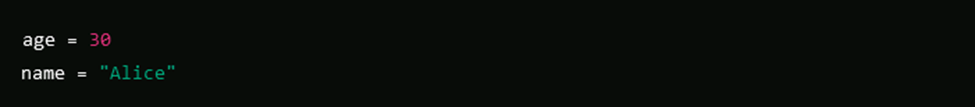 age = 30
name = "Alice"